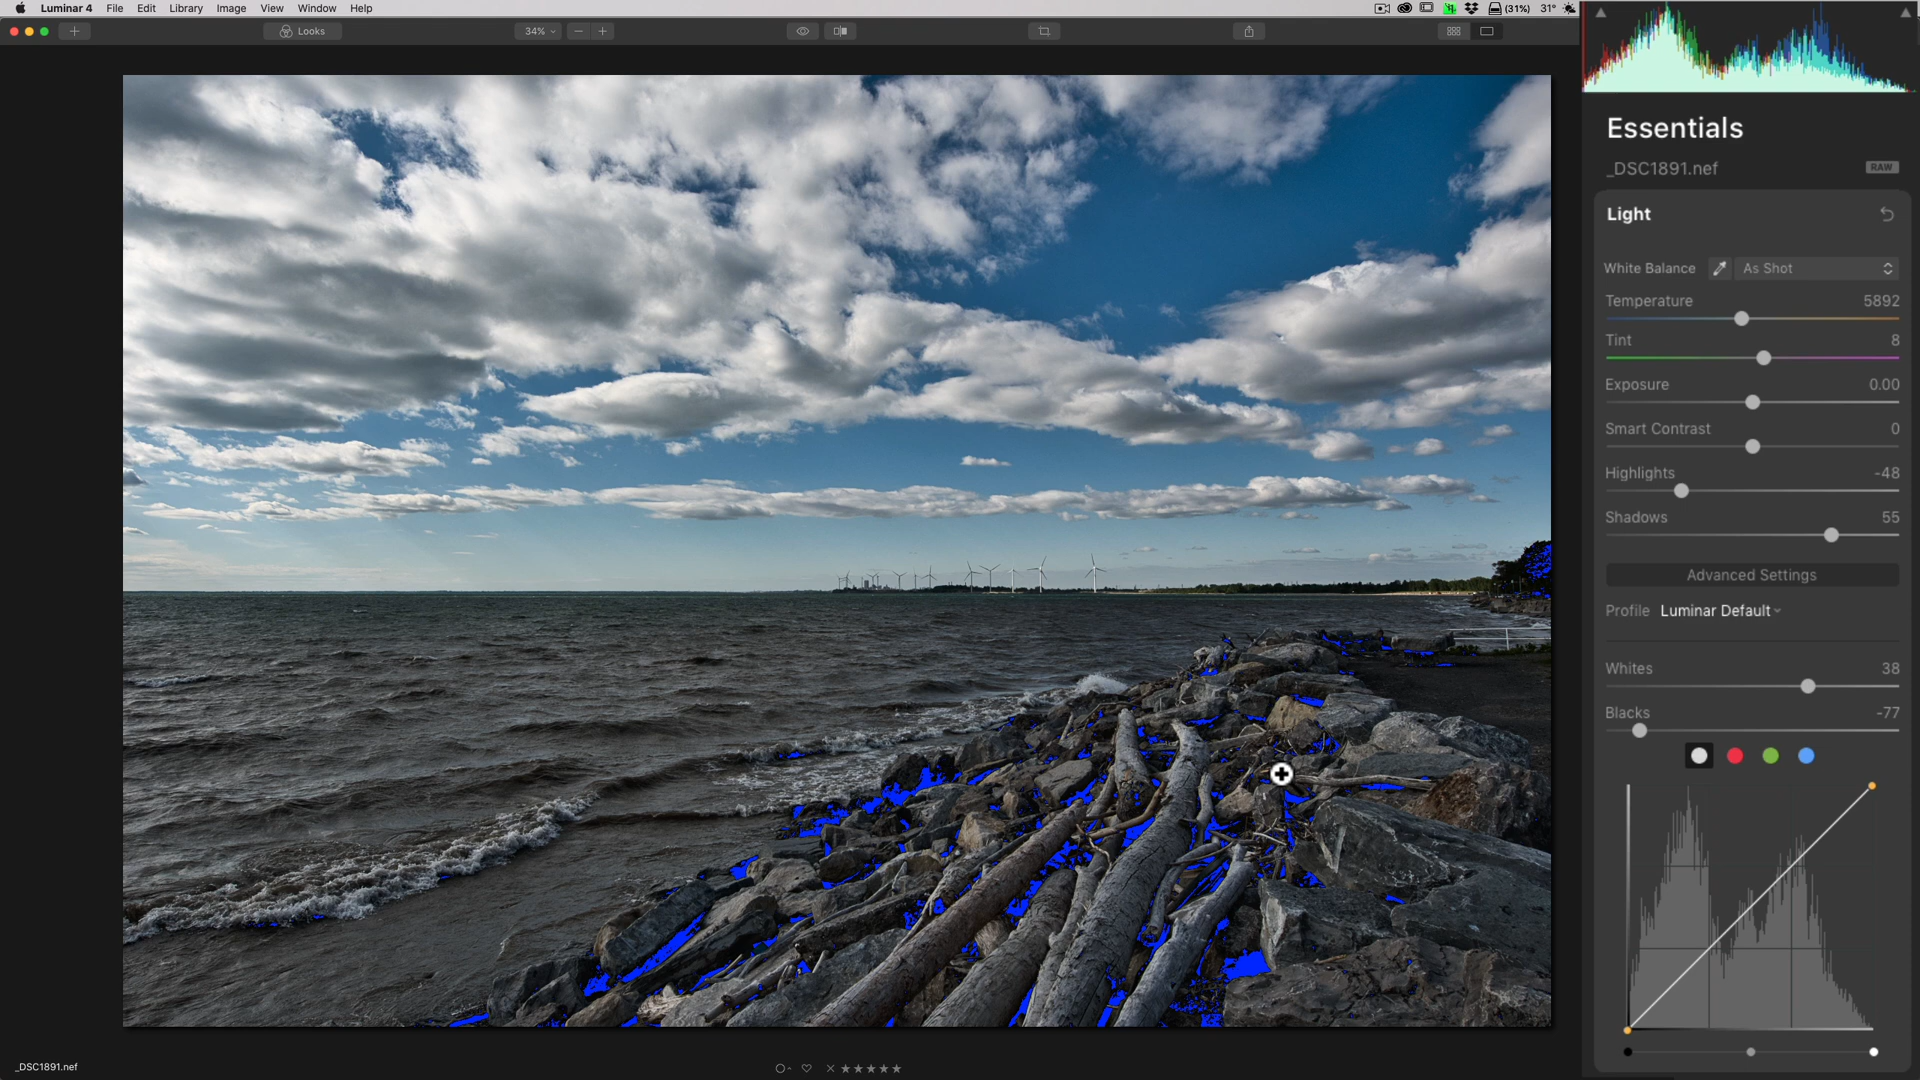 Luminar 4 File Edit Library Image View Window Help (31%) 31°
Looks 34%
Essentials
_DSC1891.nef RAW
Light
White Balance As Shot
Temperature 5892
Tint 8
Exposure 0.00
Smart Contrast 0
Highlights -48
Shadows 55
Advanced Settings
Profile Luminar Default
Whites 38
Blacks -77
_DSC1891.nef